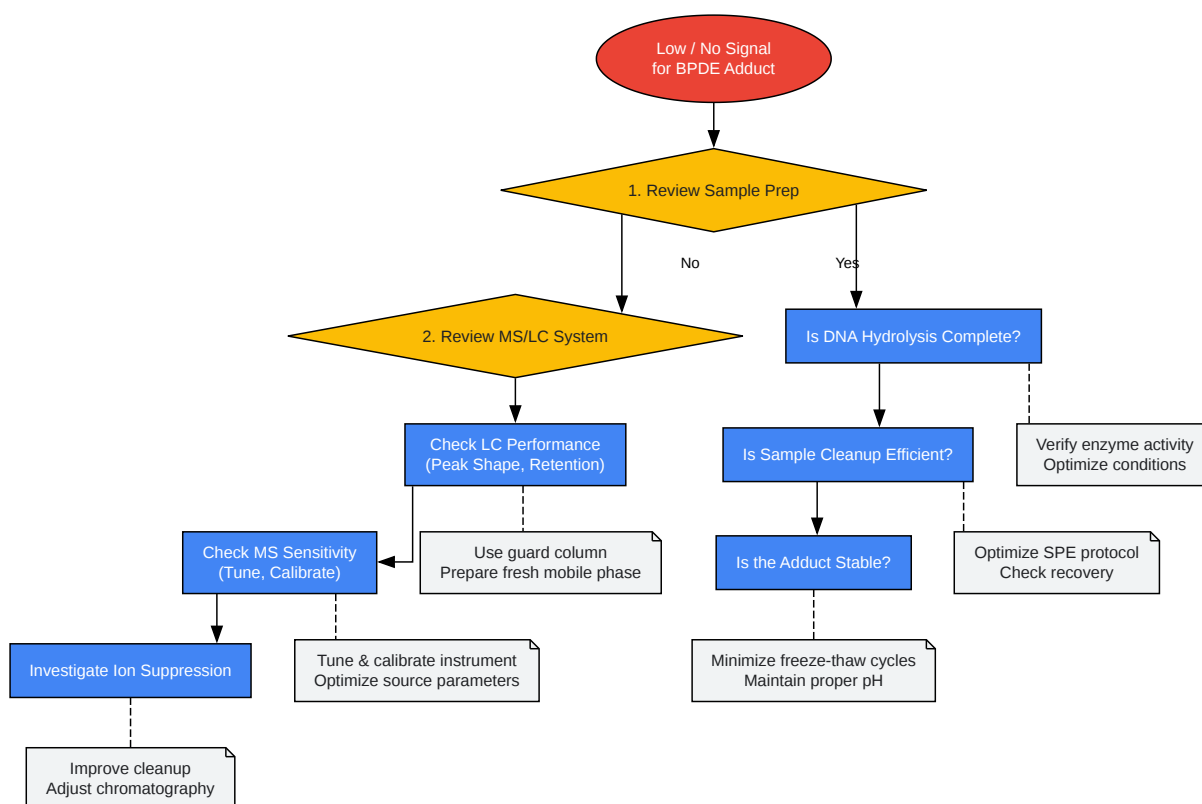 Low / No Signal
for BPDE Adduct
1. Review Sample Prep
No
Yes
2. Review MS/LC System
Is DNA Hydrolysis Complete?
Check LC Performance
(Peak Shape, Retention)
Is Sample Cleanup Efficient?
Verify enzyme activity
Optimize conditions
Check MS Sensitivity
(Tune, Calibrate)
Use guard column
Prepare fresh mobile phase
Is the Adduct Stable?
Optimize SPE protocol
Check recovery
Investigate Ion Suppression
Tune & calibrate instrument
Optimize source parameters
Minimize freeze-thaw cycles
Maintain proper pH
Improve cleanup
Adjust chromatography